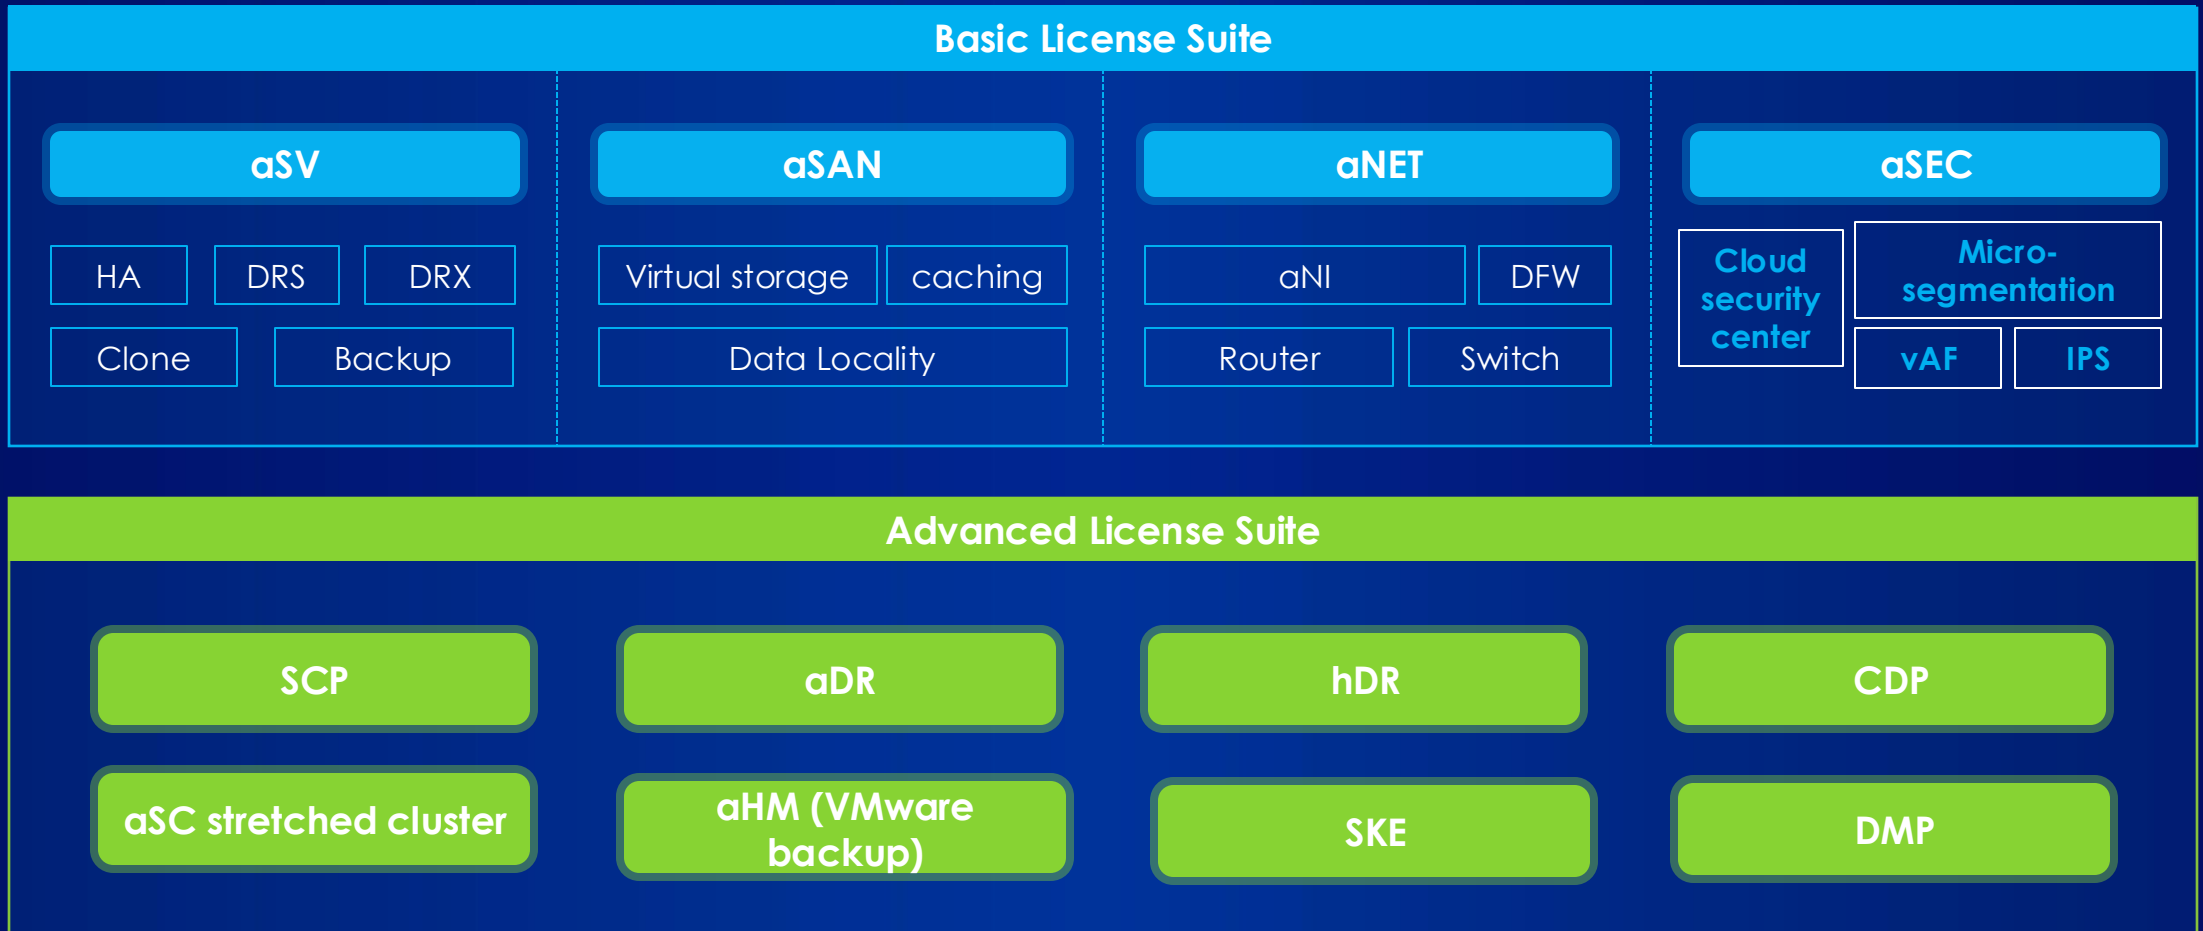 Basic License Suite
aSV
aSAN
aNET
aSEC
HA
DRS
DRX
Clone
Backup
Virtual storage
caching
Data Locality
aNI
DFW
Router
Switch
Cloud
security
center
Micro-
segmentation
vAF
IPS
Advanced License Suite
SCP
aDR
hDR
CDP
aSC stretched cluster
aHM (VMware
backup)
SKE
DMP